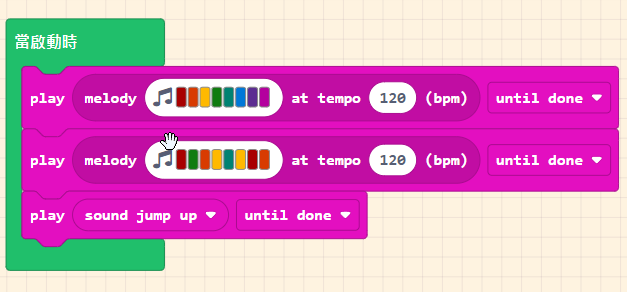 當啟動時
play melody at tempo 120 (bpm) until done
play melody at tempo 120 (bpm) until done
play sound jump up until done